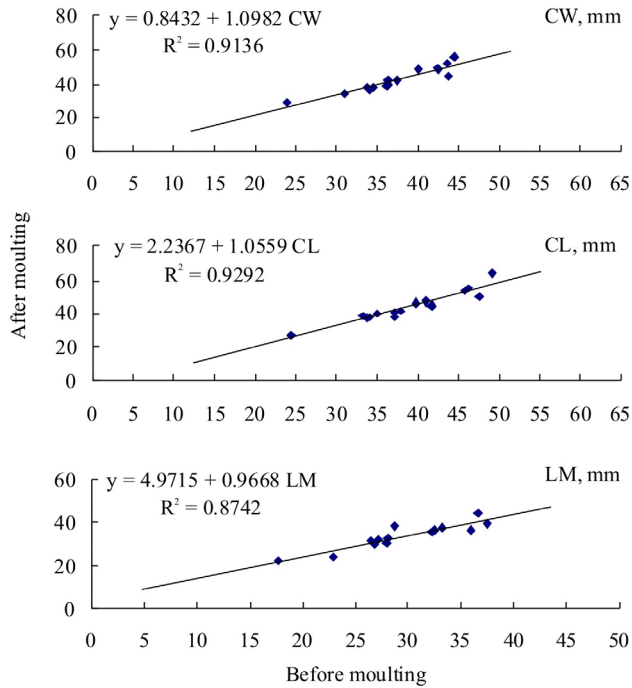 y = 0.8432 + 1.0982 CW
R² = 0.9136
CW, mm
80
60
40
20
0
0 5 10 15 20 25 30 35 40 45 50 55 60 65
After moulting
y = 2.2367 + 1.0559 CL
R² = 0.9292
CL, mm
80
60
40
20
0
0 5 10 15 20 25 30 35 40 45 50 55 60 65
y = 4.9715 + 0.9668 LM
R² = 0.8742
LM, mm
60
40
20
0
0 5 10 15 20 25 30 35 40 45 50
Before moulting